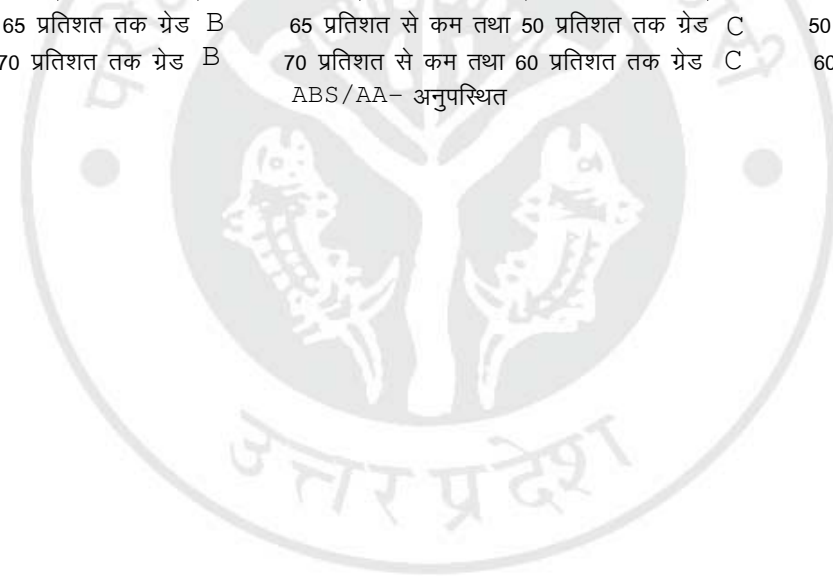 65 प्रतिशत तक ग्रेड B 65 प्रतिशत से कम तथा 50 प्रतिशत तक ग्रेड C 50
70 प्रतिशत तक ग्रेड B 70 प्रतिशत से कम तथा 60 प्रतिशत तक ग्रेड C 60
ABS/AA- अनुपस्थित
उत्तर प्रदेश